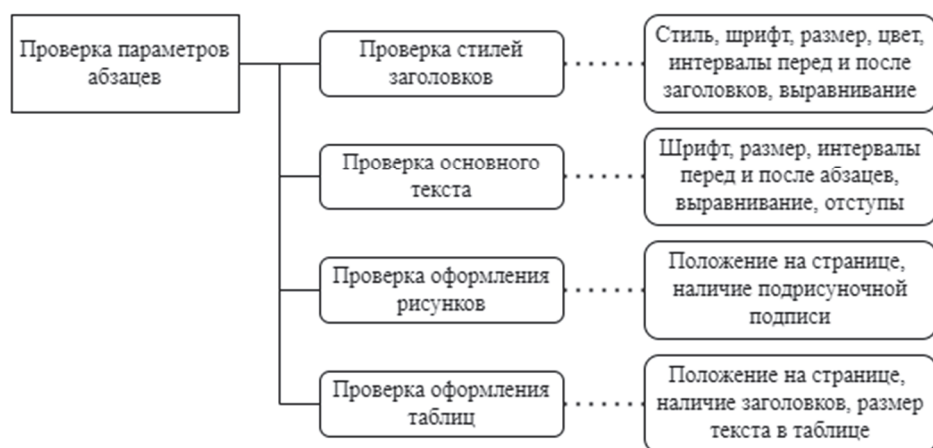 Проверка параметров
абзацев
Проверка стилей
заголовков
Стиль, шрифт, размер, цвет,
интервалы перед и после
заголовков, выравнивание
Проверка основного
текста
Шрифт, размер, интервалы
перед и после абзацев,
выравнивание, отступы
Проверка оформления
рисунков
Положение на странице,
наличие подрисуночной
подписи
Проверка оформления
таблиц
Положение на странице,
наличие заголовков, размер
текста в таблице